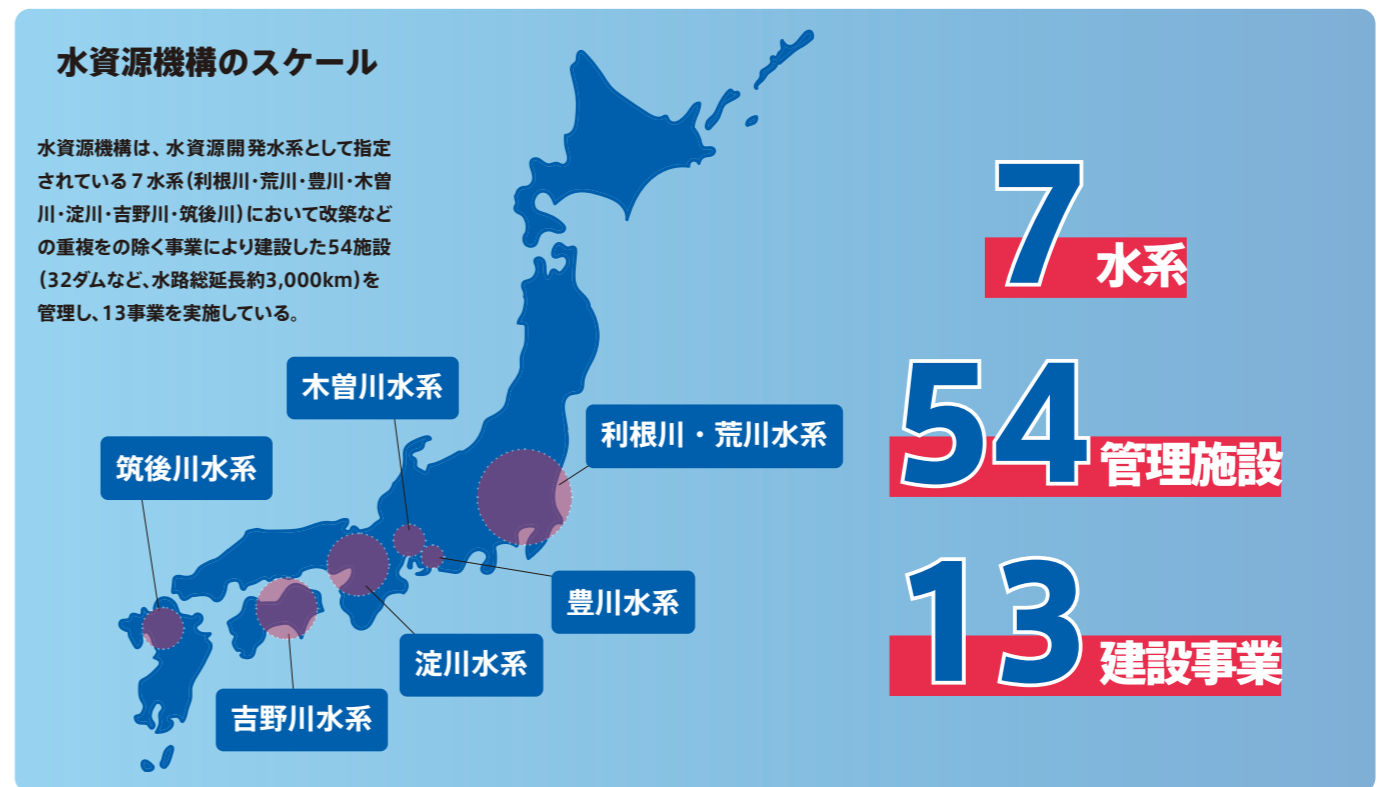 水資源機構のスケール
水資源機構は、水資源開発水系として指定
されている７水系(利根川・荒川・豊川・木曽
川・淀川・吉野川・筑後川)において改築など
の重複をの除く事業により建設した54施設
(32ダムなど、水路総延長約3,000km)を
管理し、13事業を実施している。
木曽川水系
利根川・荒川水系
筑後川水系
豊川水系
淀川水系
吉野川水系
7水系
54管理施設
13建設事業